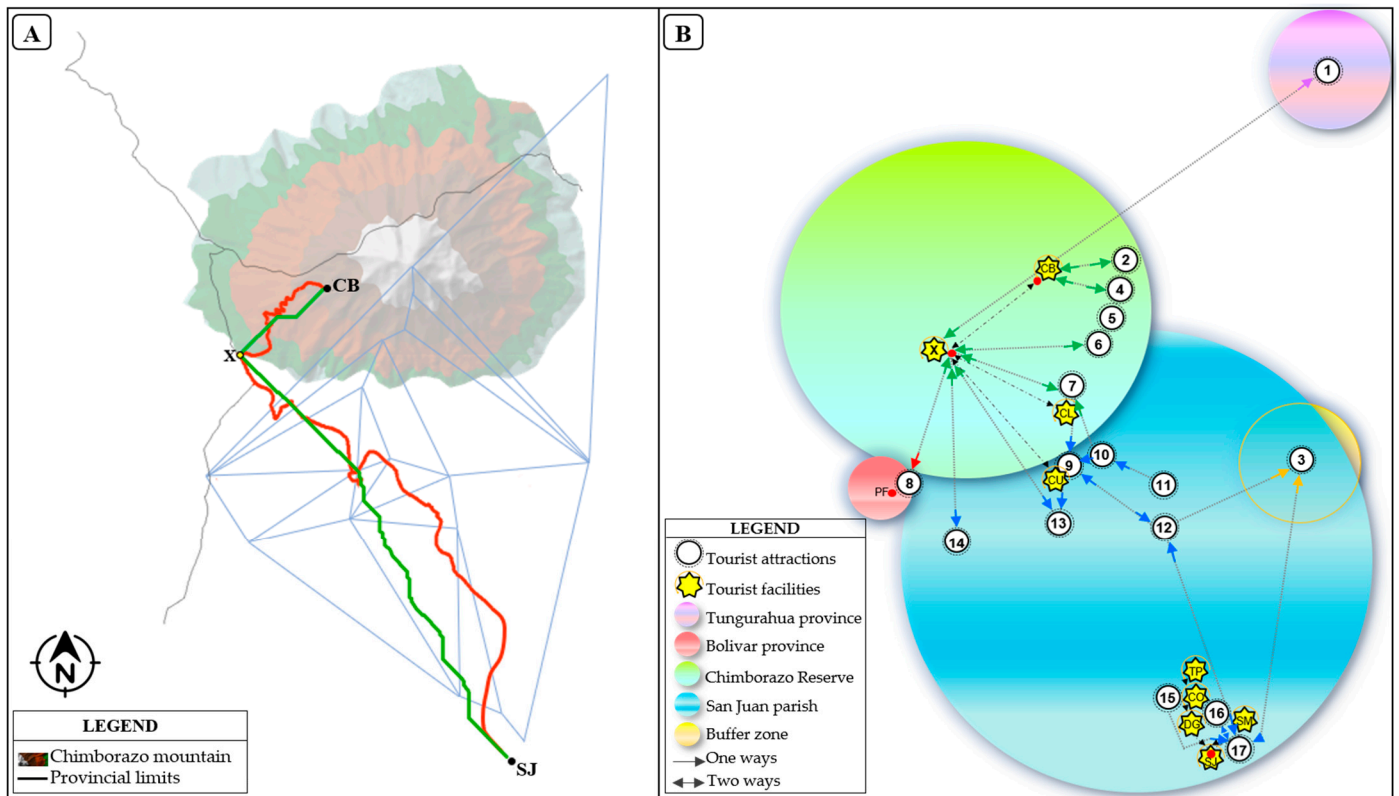 A
CB
X
SJ
N
LEGEND
Chimborazo mountain
Provincial limits
B
1
CB
2
4
5
X
6
7
CL
9
10
3
PF
8
CU
11
14
13
12
LEGEND
Tourist attractions
Tourist facilities
Tungurahua province
Bolivar province
Chimborazo Reserve
San Juan parish
Buffer zone
One ways
Two ways
TP
15
CO
16
DG
SM
17
SJ